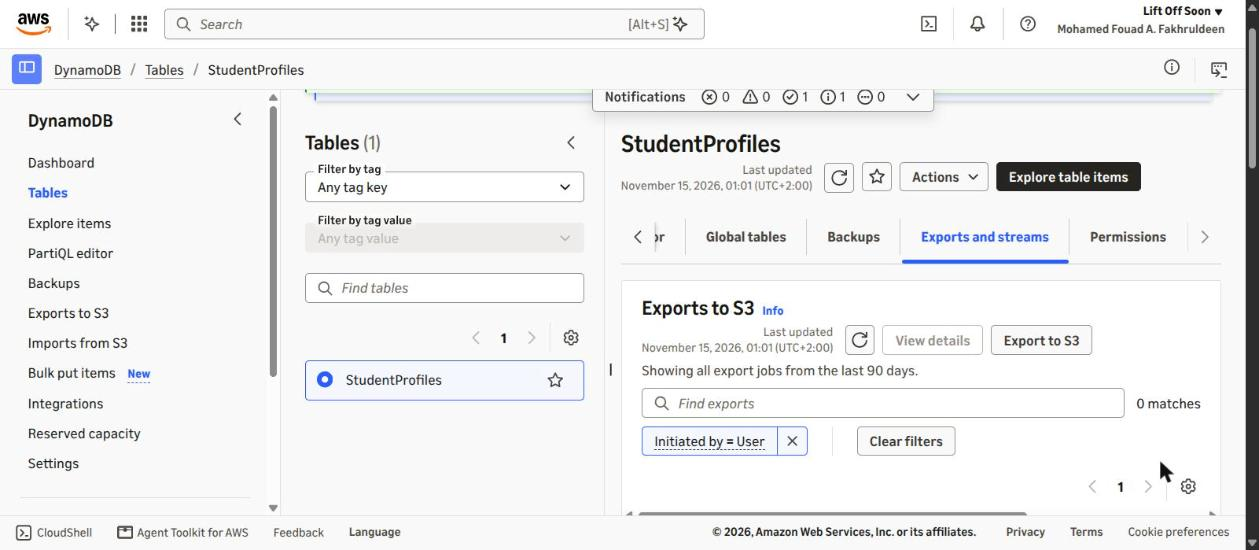 aws
Search
[Alt+S]
Lift Off Soon
Mohamed Fouad A. Fakhruldeen
DynamoDB / Tables / StudentProfiles
DynamoDB
Dashboard
Tables
Explore items
PartiQL editor
Backups
Exports to S3
Imports from S3
Bulk put items New
Integrations
Reserved capacity
Settings
Tables (1)
Filter by tag
Any tag key
Filter by tag value
Any tag value
Find tables
1
StudentProfiles
Notifications 0 0 1 1 0
StudentProfiles
Last updated
November 15, 2026, 01:01 (UTC+2:00)
Actions
Explore table items
Global tables
Backups
Exports and streams
Permissions
Exports to S3 Info
Last updated
November 15, 2026, 01:01 (UTC+2:00)
View details
Export to S3
Showing all export jobs from the last 90 days.
Find exports
0 matches
Initiated by = User
Clear filters
1
CloudShell
Agent Toolkit for AWS
Feedback
Language
© 2026, Amazon Web Services, Inc. or its affiliates.
Privacy
Terms
Cookie preferences